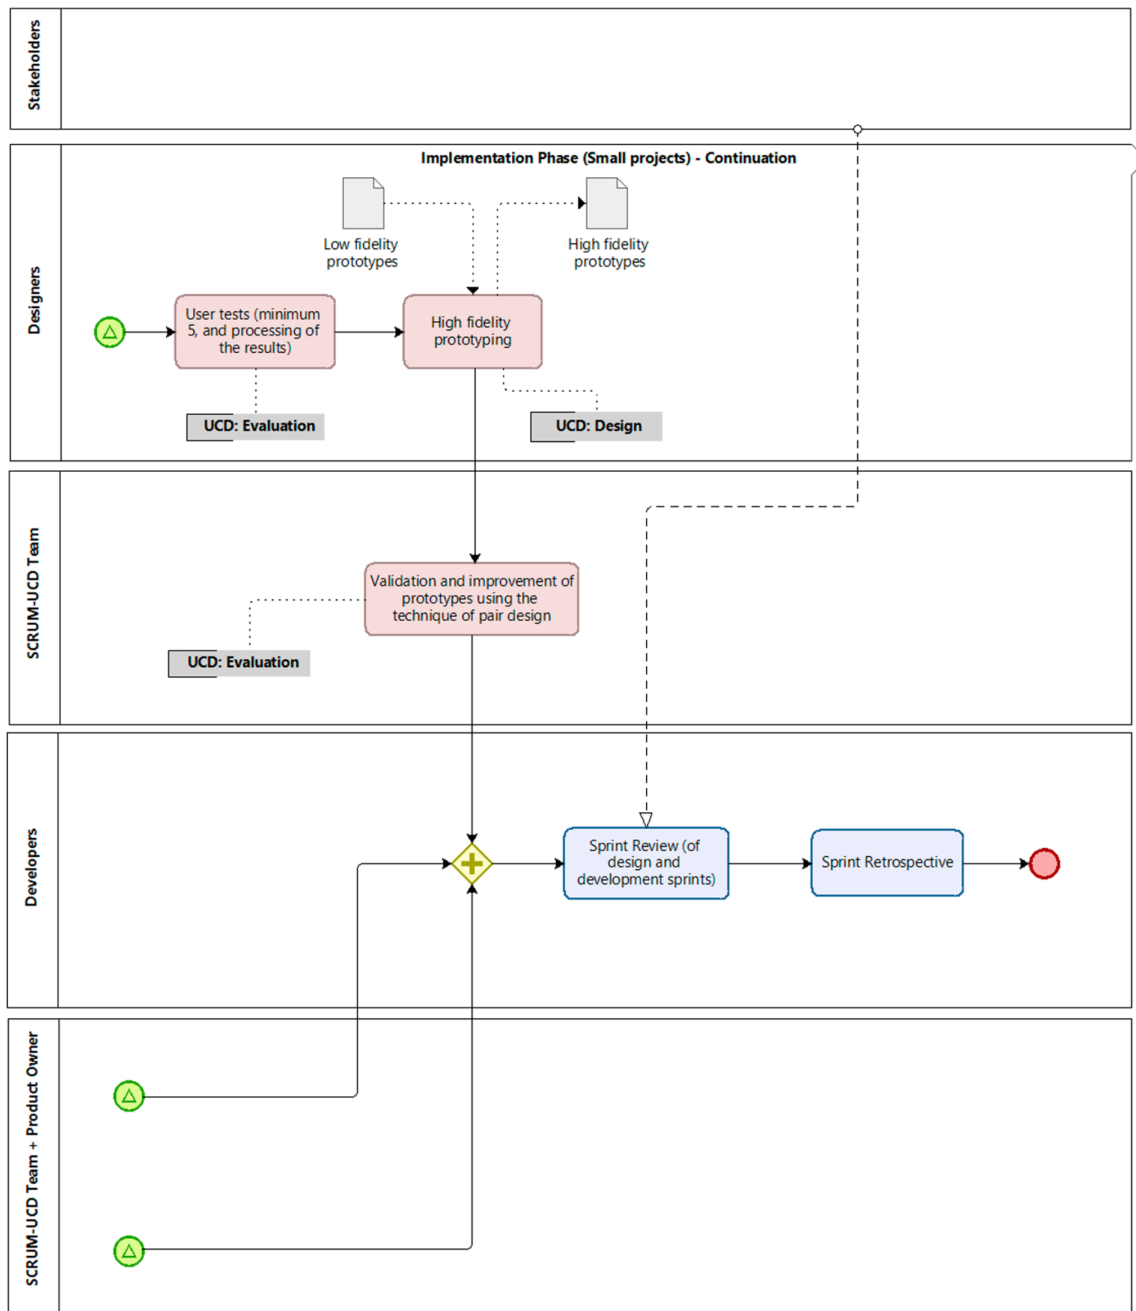 Stakeholders
Implementation Phase (Small projects) - Continuation
Designers
Low fidelity
prototypes
High fidelity
prototypes
User tests (minimum
5, and processing of
the results)
High fidelity
prototyping
UCD: Evaluation
UCD: Design
SCRUM-UCD Team
Validation and improvement of
prototypes using the
technique of pair design
UCD: Evaluation
Developers
Sprint Review (of
design and
development sprints)
Sprint Retrospective
SCRUM-UCD Team + Product Owner